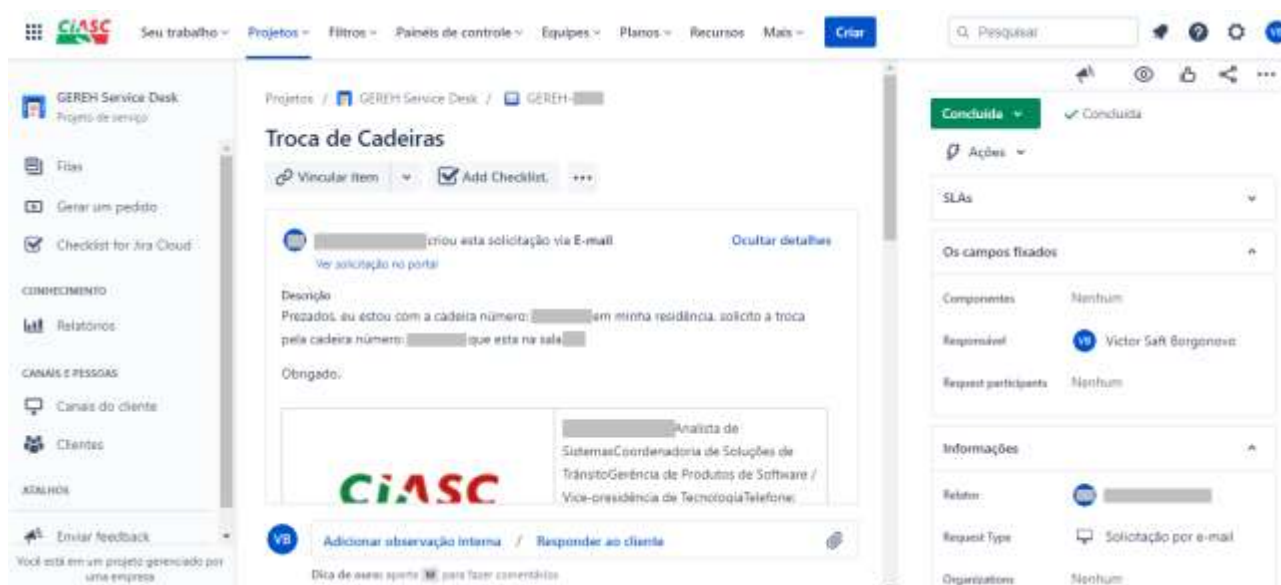 CiASC
Seu trabalho
Projetos
Filtros
Painéis de controle
Equipes
Planos
Recursos
Mais
Criar
Pesquisar
GEREH Service Desk
Projeto de serviço
Filas
Gerar um pedido
Checklist for Jira Cloud
CONHECIMENTO
Relatórios
CANAIS E PESSOAS
Canais do cliente
Clientes
ATALHOS
Enviar feedback
Você está em um projeto gerenciado por
uma empresa
Projetos / GEREH Service Desk / GEREH-
Troca de Cadeiras
Vincular item
Add Checklist.
criou esta solicitação via E-mail
Ocultar detalhes
Ver solicitação no portal
Descrição
Prezados, eu estou com a cadeira número: em minha residência, solicito a troca
pela cadeira número: que esta na sala
Obrigado.
CiASC
Analista de
SistemasCoordenadoria de Soluções de
TrânsitoGerência de Produtos de Software /
Vice-presidência de TecnologiaTelefone:
VB
Adicionar observação interna / Responder ao cliente
Dica de ouro: aperte M para fazer comentários
Concluída
Concluída
Ações
SLAs
Os campos fixados
Componentes
Nenhum
Responsável
VB Victor Saft Borgonovo
Request participants
Nenhum
Informações
Relator
Request Type
Solicitação por e-mail
Organizations
Nenhum